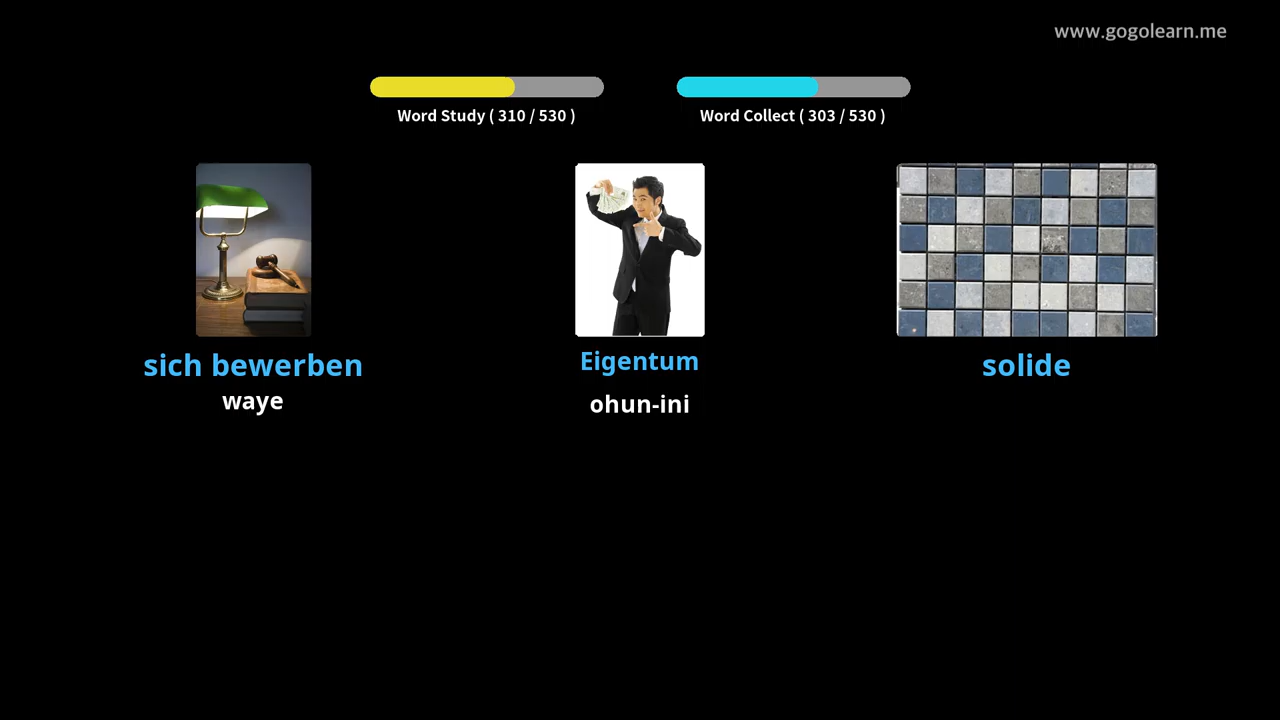 www.gogolearn.me
Word Study ( 310 / 530 )
Word Collect ( 303 / 530 )
sich bewerben
waye
Eigentum
ohun-ini
solide